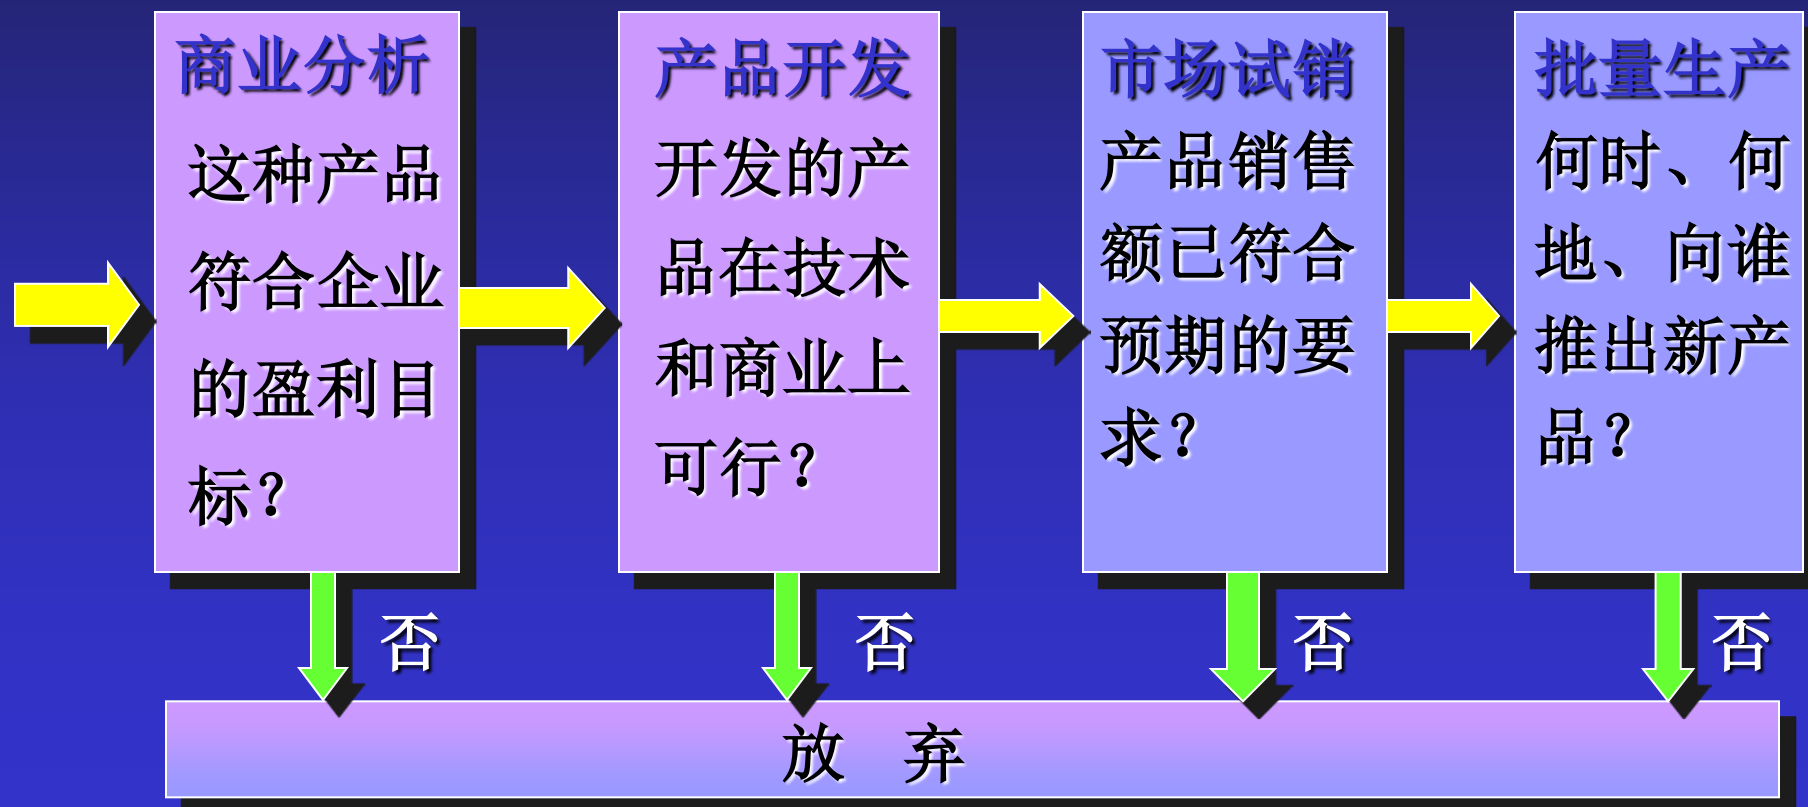 商业分析
这种产品
符合企业
的盈利目
标？
产品开发
开发的产
品在技术
和商业上
可行？
市场试销
产品销售
额已符合
预期的要
求？
批量生产
何时、何
地、向谁
推出新产
品？
否
否
否
否
放 弃